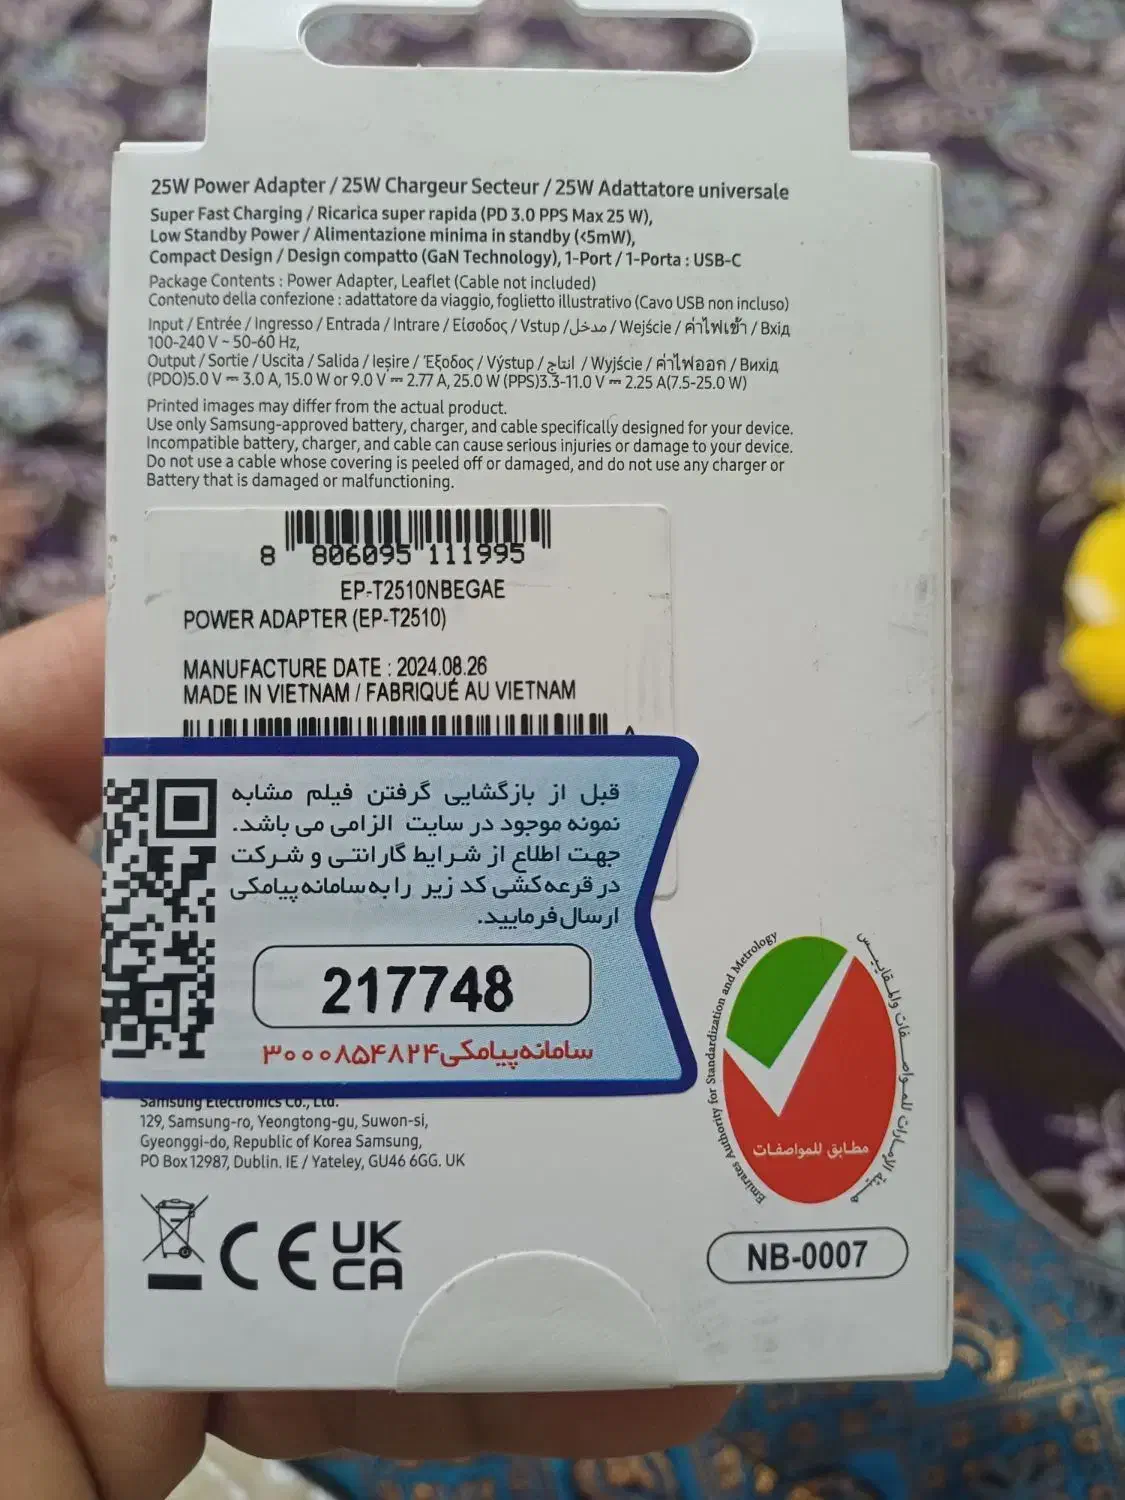 25W Power Adapter / 25W Chargeur Secteur / 25W Adattatore universale
Super Fast Charging / Ricarica super rapida (PD 3.0 PPS Max 25 W),
Low Standby Power / Alimentazione minima in standby (<5mW),
Compact Design / Design compatto (GaN Technology), 1-Port / 1-Porta : USB-C
Package Contents : Power Adapter, Leaflet (Cable not included)
Contenuto della confezione : adattatore da viaggio, foglietto illustrativo (Cavo USB non incluso)
Input / Entrée / Ingresso / Entrada / Intrare / Είσοδος / Vstup / مدخل / Wejście / ค่าไฟเข้า / Вхід
100-240 V ~ 50-60 Hz,
Output / Sortie / Uscita / Salida / Ieșire / Έξοδος / Výstup / إنتاج / Wyjście / ค่าไฟออก / Вихід
(PDO)5.0 V ⎓ 3.0 A, 15.0 W or 9.0 V ⎓ 2.77 A, 25.0 W (PPS)3.3-11.0 V ⎓ 2.25 A(7.5-25.0 W)
Printed images may differ from the actual product.
Use only Samsung-approved battery, charger, and cable specifically designed for your device.
Incompatible battery, charger, and cable can cause serious injuries or damage to your device.
Do not use a cable whose covering is peeled off or damaged, and do not use any charger or
Battery that is damaged or malfunctioning.
8 806095 111995
EP-T2510NBEGAE
POWER ADAPTER (EP-T2510)
MANUFACTURE DATE : 2024.08.26
MADE IN VIETNAM / FABRIQUÉ AU VIETNAM
قبل از بازگشایی گرفتن فیلم مشابه
نمونه موجود در سایت الزامی می باشد.
جهت اطلاع از شرایط گارانتی و شرکت
در قرعه‌کشی کد زیر را به سامانه پیامکی
ارسال فرمایید.
217748
سامانه پیامکی ۳۰۰۰۸۵۴۸۲۴
Samsung Electronics Co., Ltd.
129, Samsung-ro, Yeongtong-gu, Suwon-si,
Gyeonggi-do, Republic of Korea Samsung,
PO Box 12987, Dublin. IE / Yateley, GU46 6GG. UK
Emirates Authority for Standardization and Metrology
هيئة الإمارات للمواصفات والمقاييس
مطابق للمواصفات
CE UK
CA
NB-0007